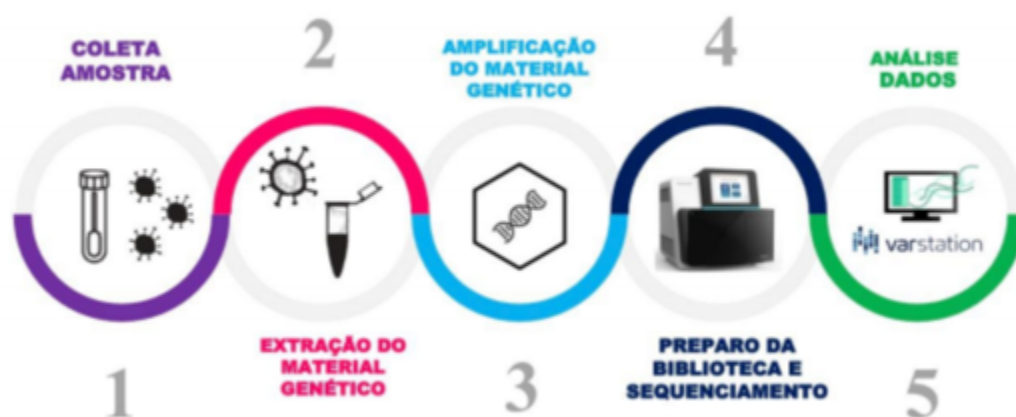 COLETA
AMOSTRA
1
2
EXTRAÇÃO DO
MATERIAL
GENÉTICO
AMPLIFICAÇÃO
DO MATERIAL
GENÉTICO
3
4
PREPARO DA
BIBLIOTECA E
SEQUENCIAMENTO
ANÁLISE
DADOS
varstation
5